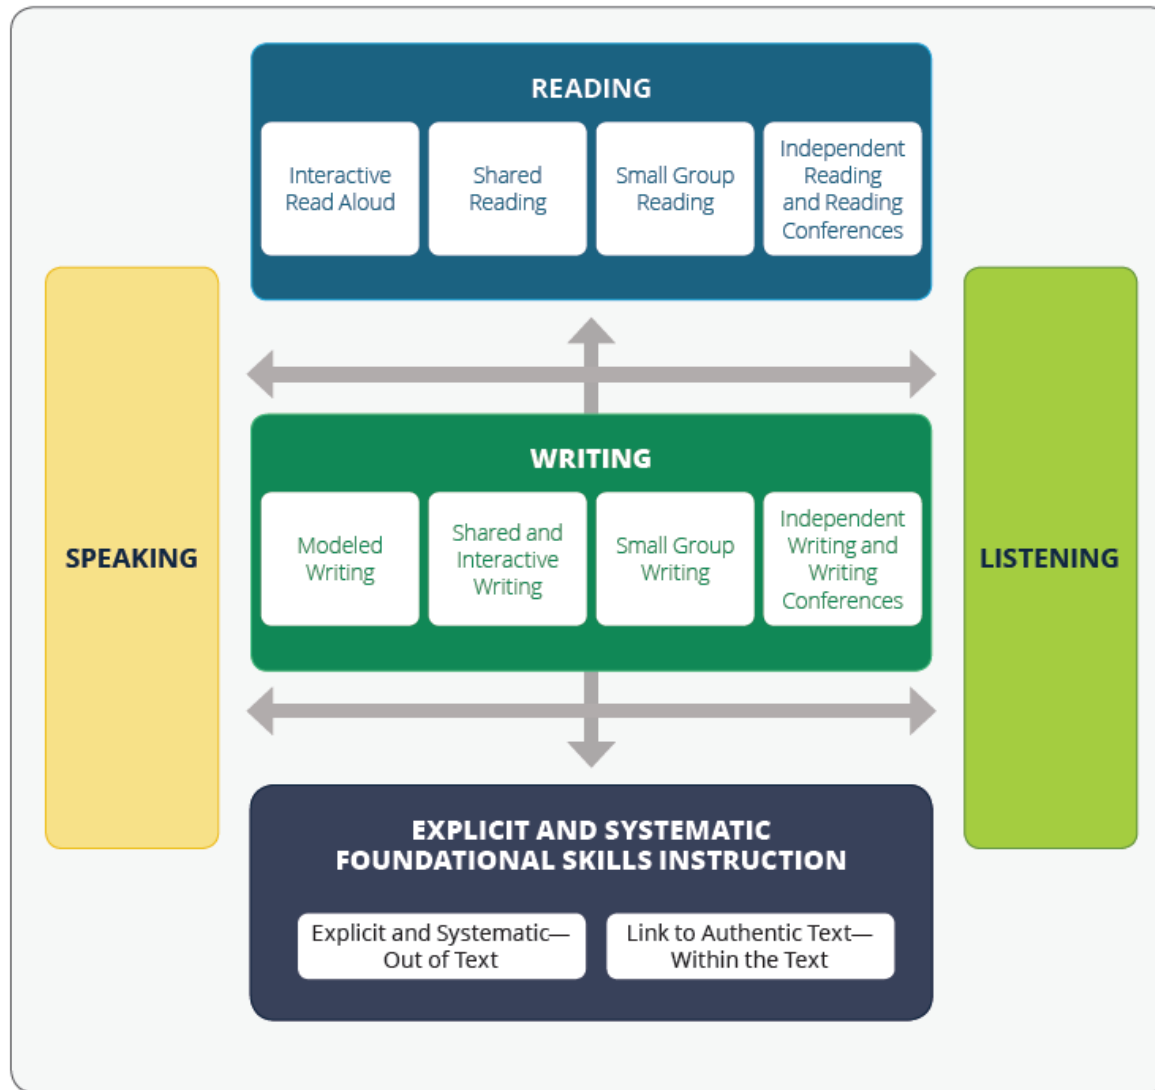 READING
Interactive
Read Aloud
Shared
Reading
Small Group
Reading
Independent
Reading
and Reading
Conferences
SPEAKING
WRITING
Modeled
Writing
Shared and
Interactive
Writing
Small Group
Writing
Independent
Writing and
Writing
Conferences
LISTENING
EXPLICIT AND SYSTEMATIC
FOUNDATIONAL SKILLS INSTRUCTION
Explicit and Systematic—
Out of Text
Link to Authentic Text—
Within the Text